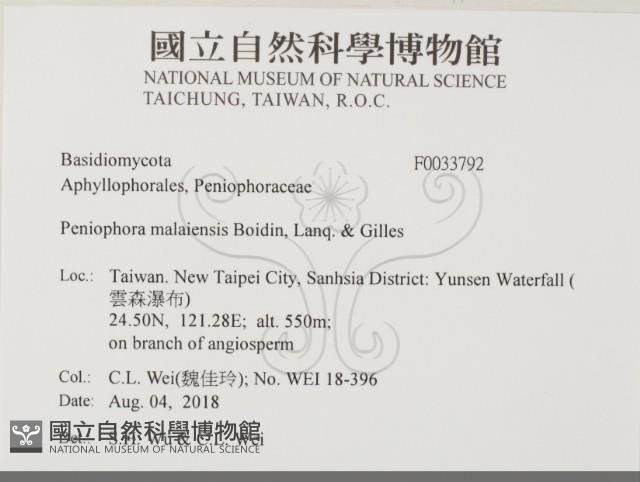 國立自然科學博物館
NATIONAL MUSEUM OF NATURAL SCIENCE
TAICHUNG, TAIWAN, R.O.C.
Basidiomycota F0033792
Aphyllophorales, Peniophoraceae
Peniophora malaiensis Boidin, Lanq. & Gilles
Loc.: Taiwan. New Taipei City, Sanhsia District: Yunsen Waterfall (
雲森瀑布)
24.50N, 121.28E; alt. 550m;
on branch of angiosperm
Col.: C.L. Wei(魏佳玲); No. WEI 18-396
Date: Aug. 04, 2018
Det.: S.H. Wu & C.L. Wei
國立自然科學博物館
NATIONAL MUSEUM OF NATURAL SCIENCE